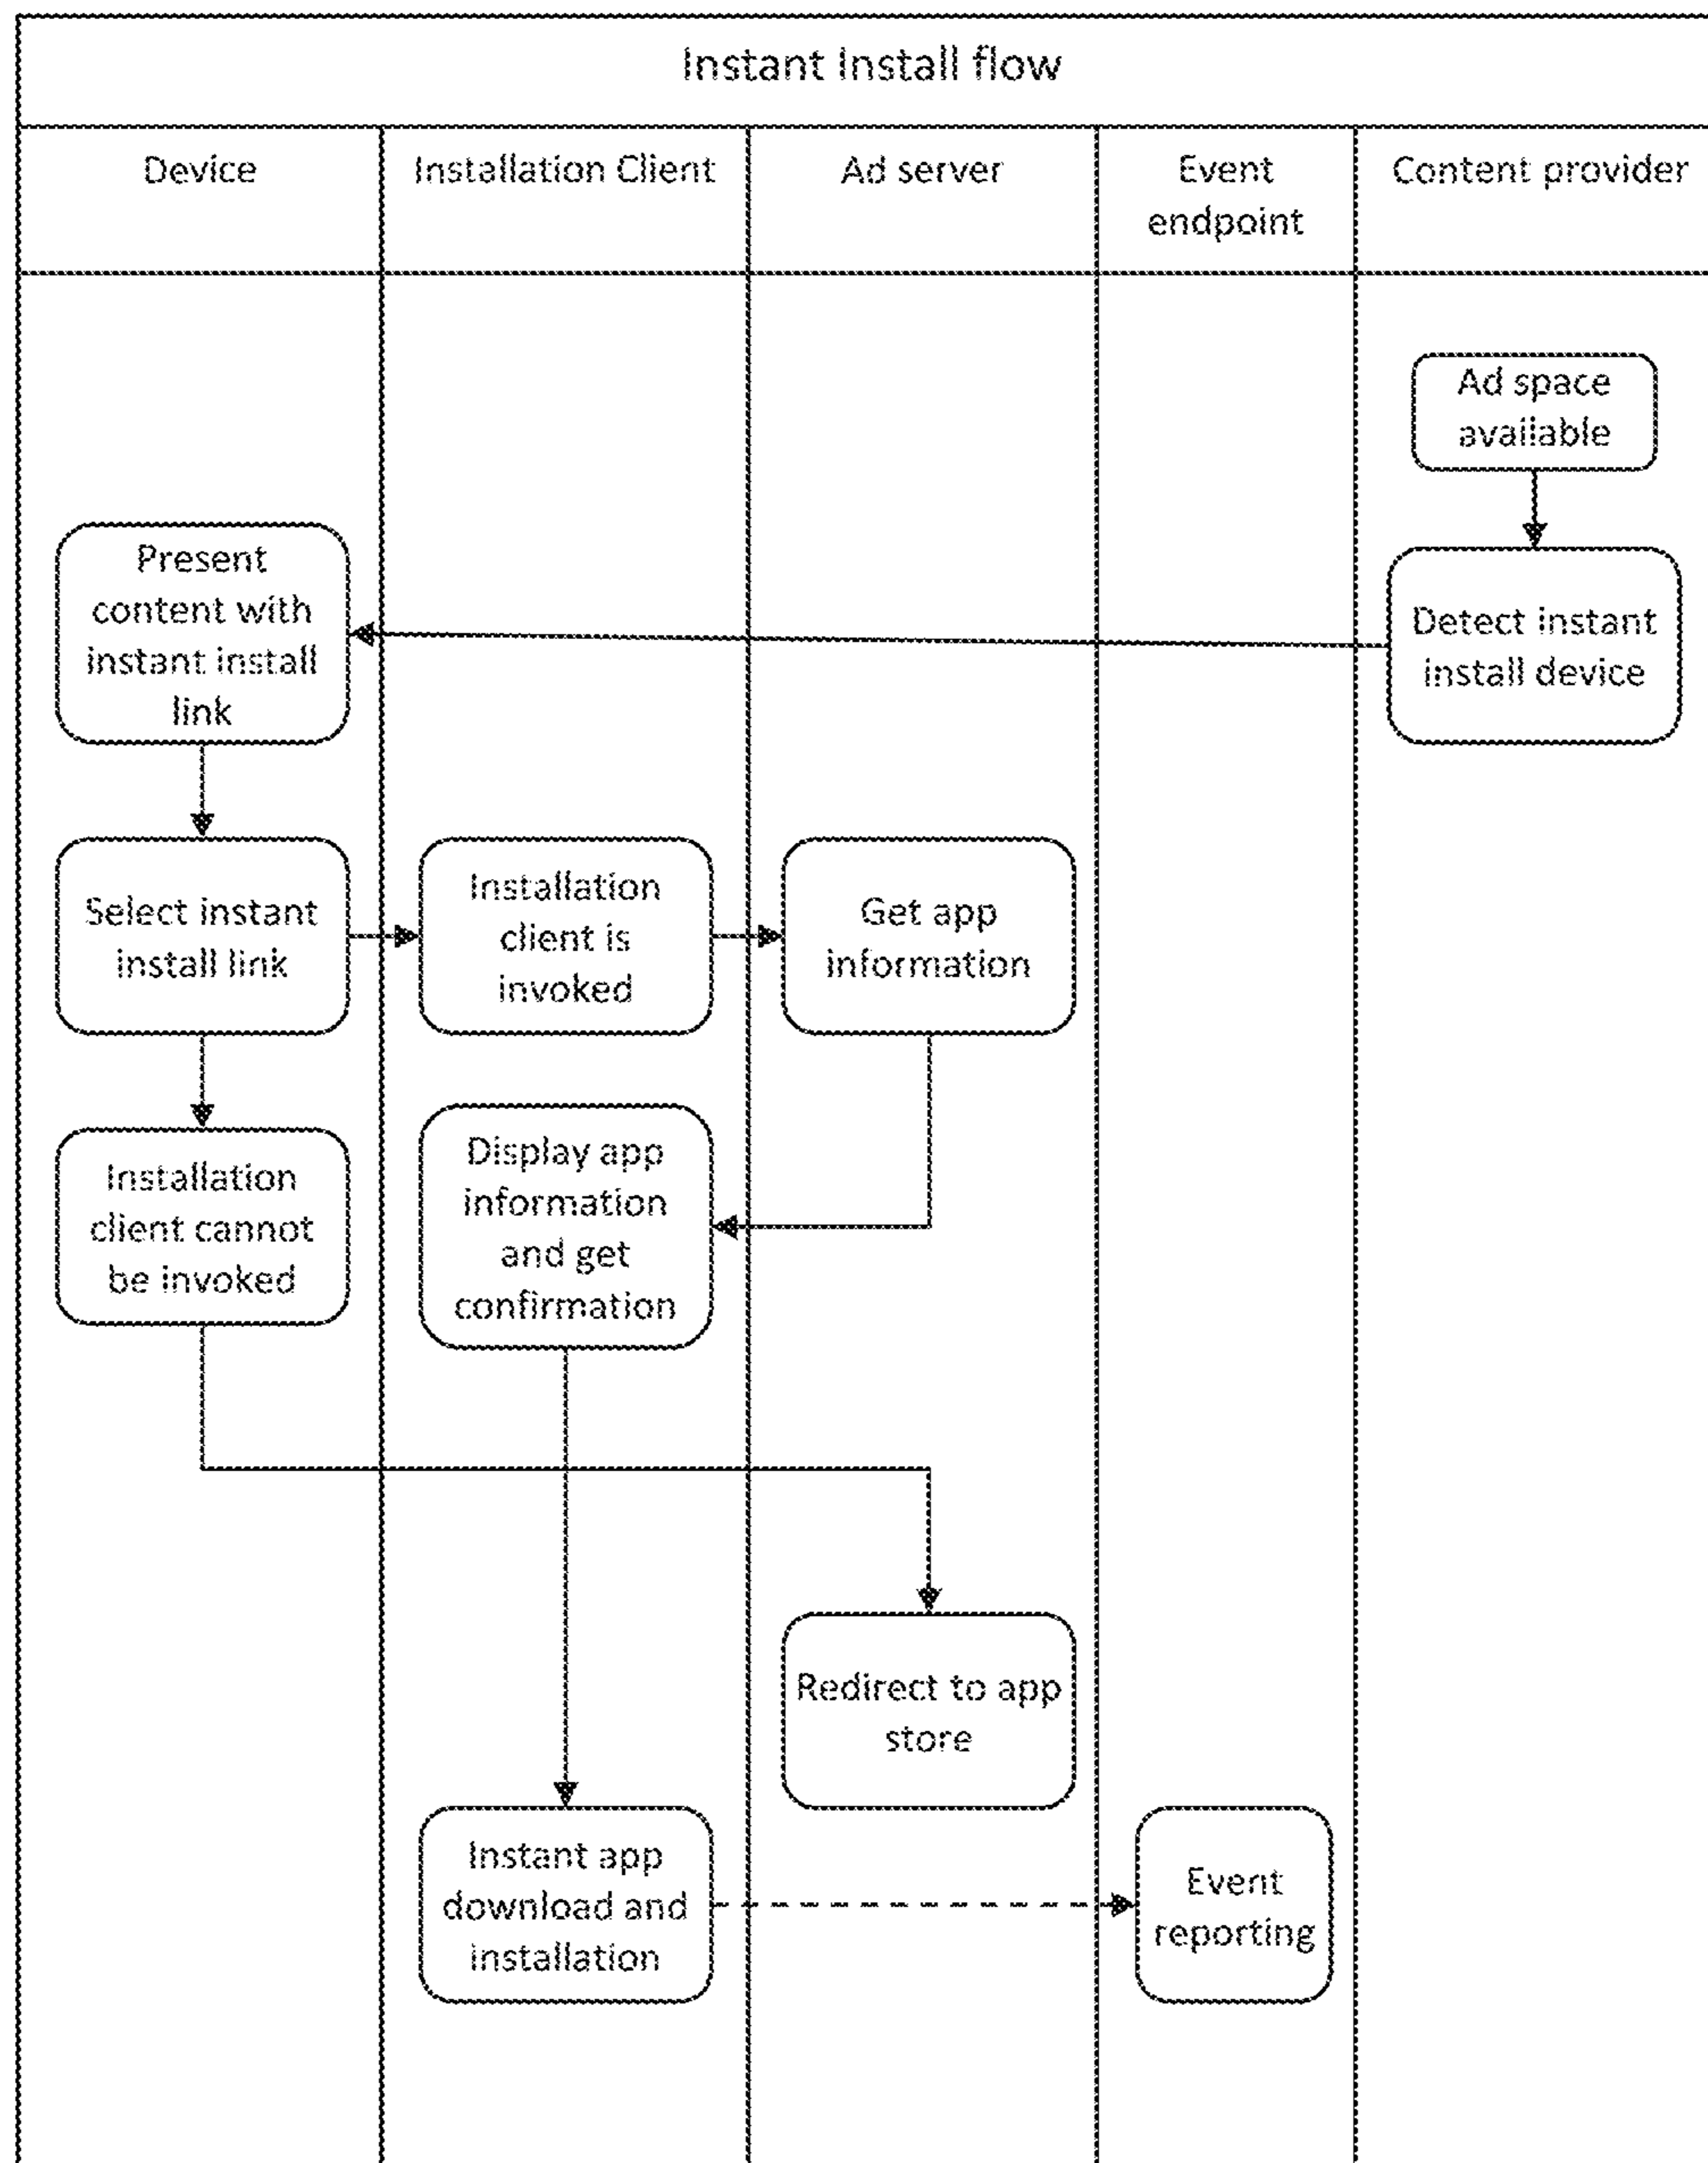 Instant Install flow
Device
Installation Client
Ad server
Event
endpoint
Content provider
Ad space
available
Present
content with
instant install
link
Detect instant
install device
Select instant
install link
Installation
client is
invoked
Get app
information
Installation
client cannot
be invoked
Display app
information
and get
confirmation
Redirect to app
store
Instant app
download and
installation
Event
reporting